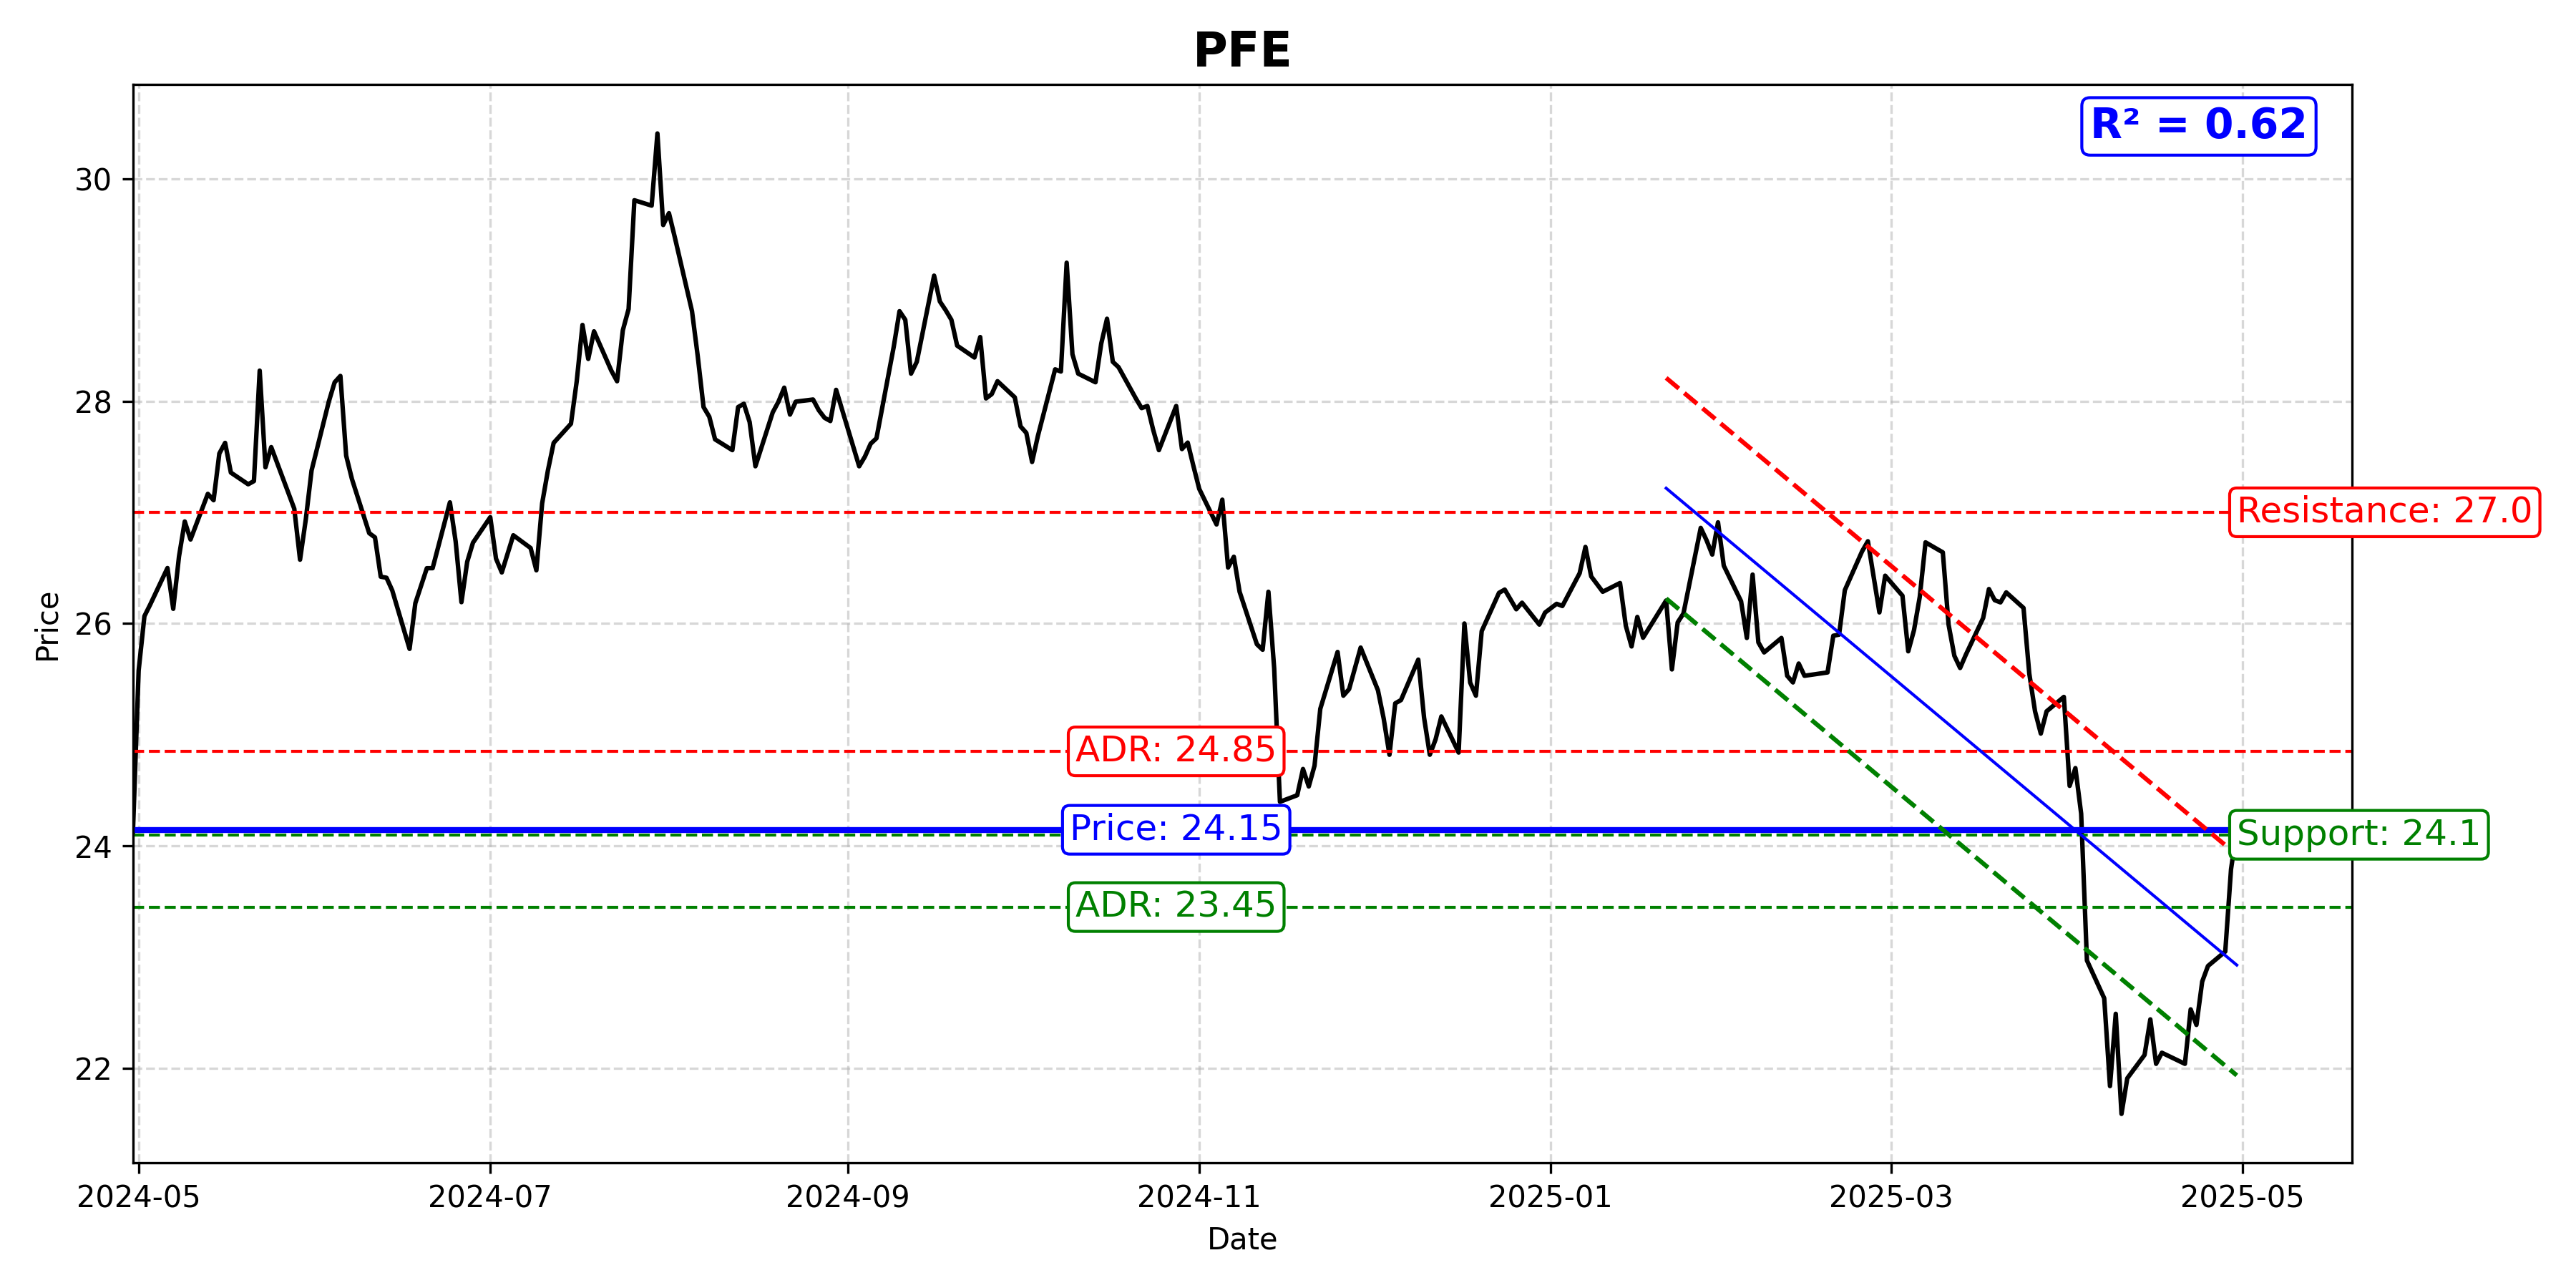 PFE
R² = 0.62
30
28
26
24
22
Price
Resistance: 27.0
ADR: 24.85
Price: 24.15
Support: 24.1
ADR: 23.45
2024-05
2024-07
2024-09
2024-11
2025-01
2025-03
2025-05
Date